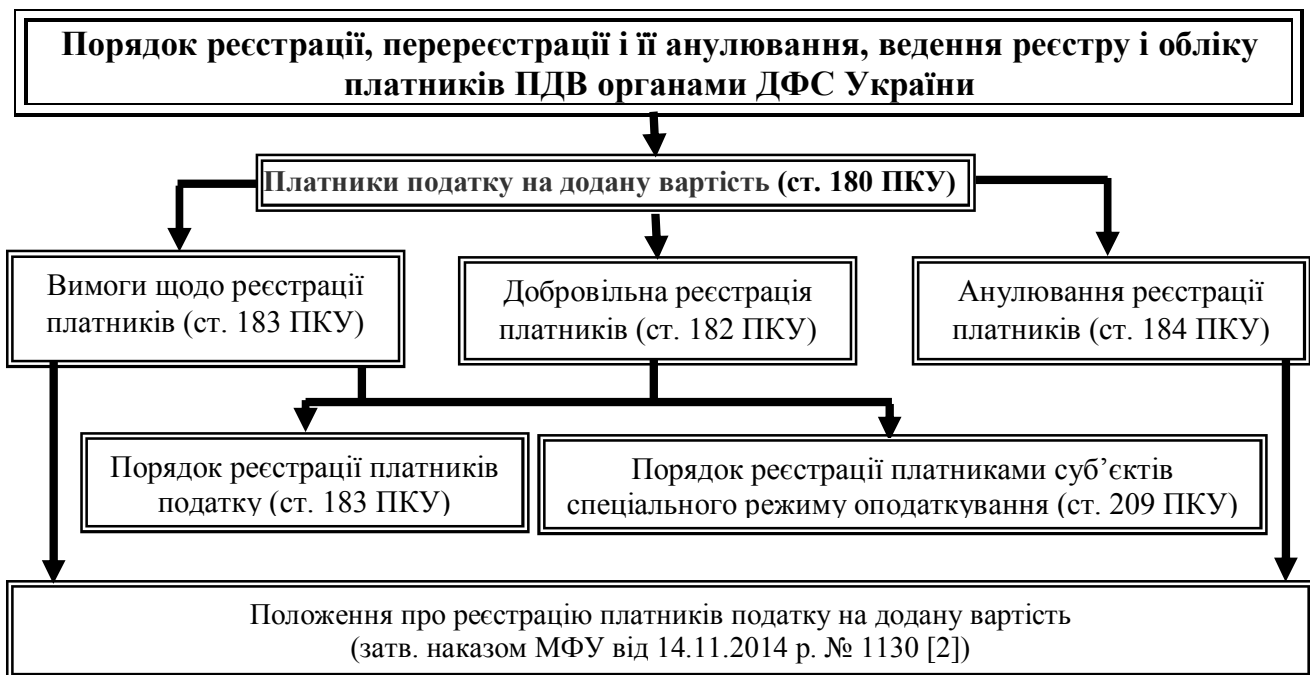 Порядок реєстрації, перереєстрації і її анулювання, ведення реєстру і обліку
платників ПДВ органами ДФС України
Платники податку на додану вартість (ст. 180 ПКУ)
Вимоги щодо реєстрації
платників (ст. 183 ПКУ)
Добровільна реєстрація
платників (ст. 182 ПКУ)
Анулювання реєстрації
платників (ст. 184 ПКУ)
Порядок реєстрації платників
податку (ст. 183 ПКУ)
Порядок реєстрації платниками суб’єктів
спеціального режиму оподаткування (ст. 209 ПКУ)
Положення про реєстрацію платників податку на додану вартість
(затв. наказом МФУ від 14.11.2014 р. № 1130 [2])